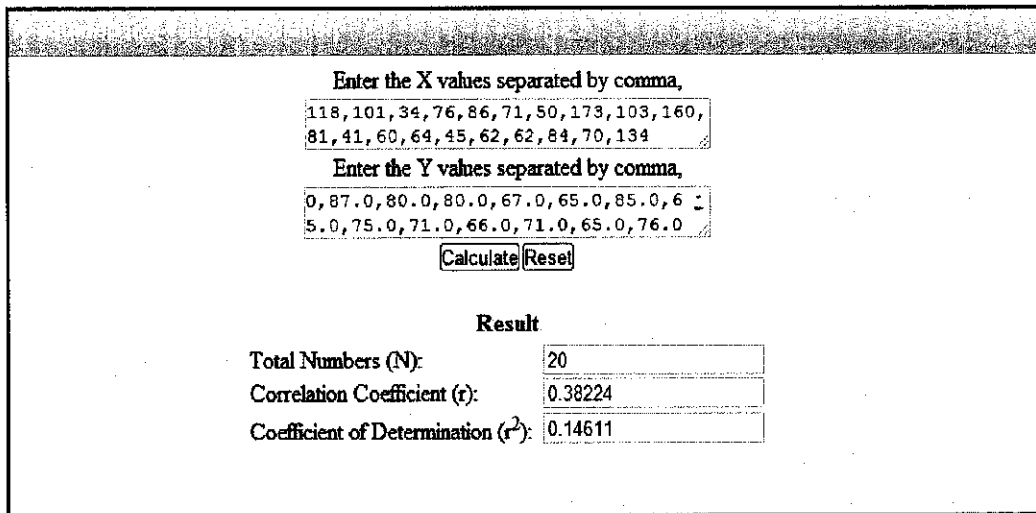 Enter the X values separated by comma,
118,101,34,76,86,71,50,173,103,160,
81,41,60,64,45,62,62,84,70,134
Enter the Y values separated by comma,
0,87.0,80.0,80.0,67.0,65.0,85.0,6
5.0,75.0,71.0,66.0,71.0,65.0,76.0
Calculate Reset
Result
Total Numbers (N): 20
Correlation Coefficient (r): 0.38224
Coefficient of Determination (r²): 0.14611